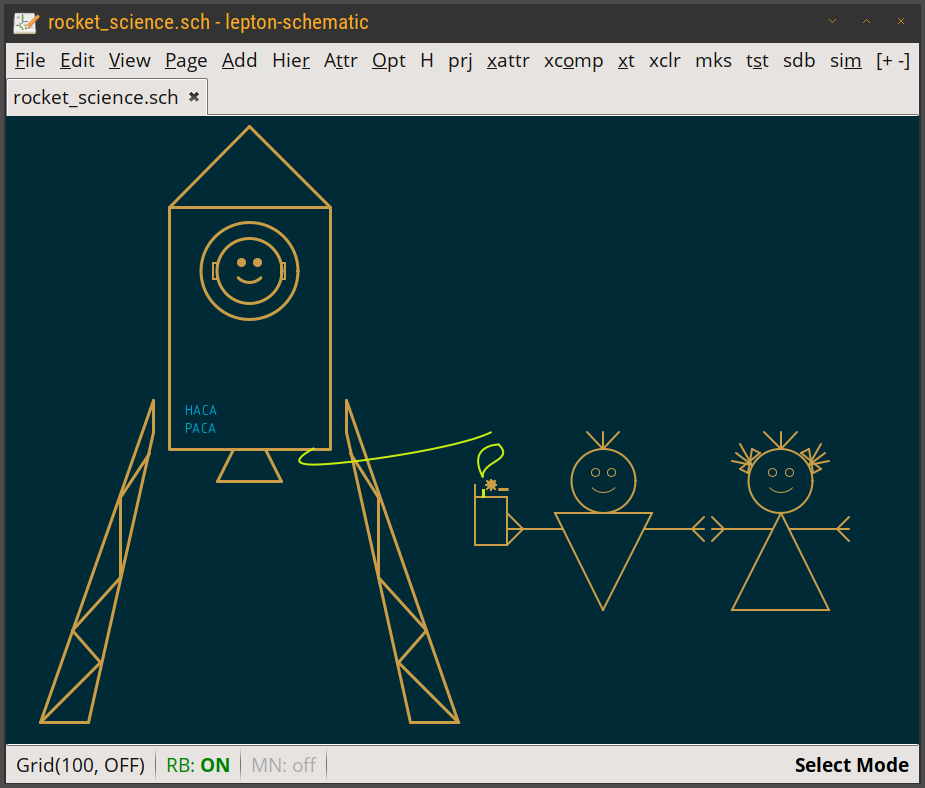 rocket_science.sch - lepton-schematic
File Edit View Page Add Hier Attr Opt H prj xattr xcomp xt xclr mks tst sdb sim [+ -]
rocket_science.sch
HACA
PACA
Grid(100, OFF) RB: ON MN: off Select Mode